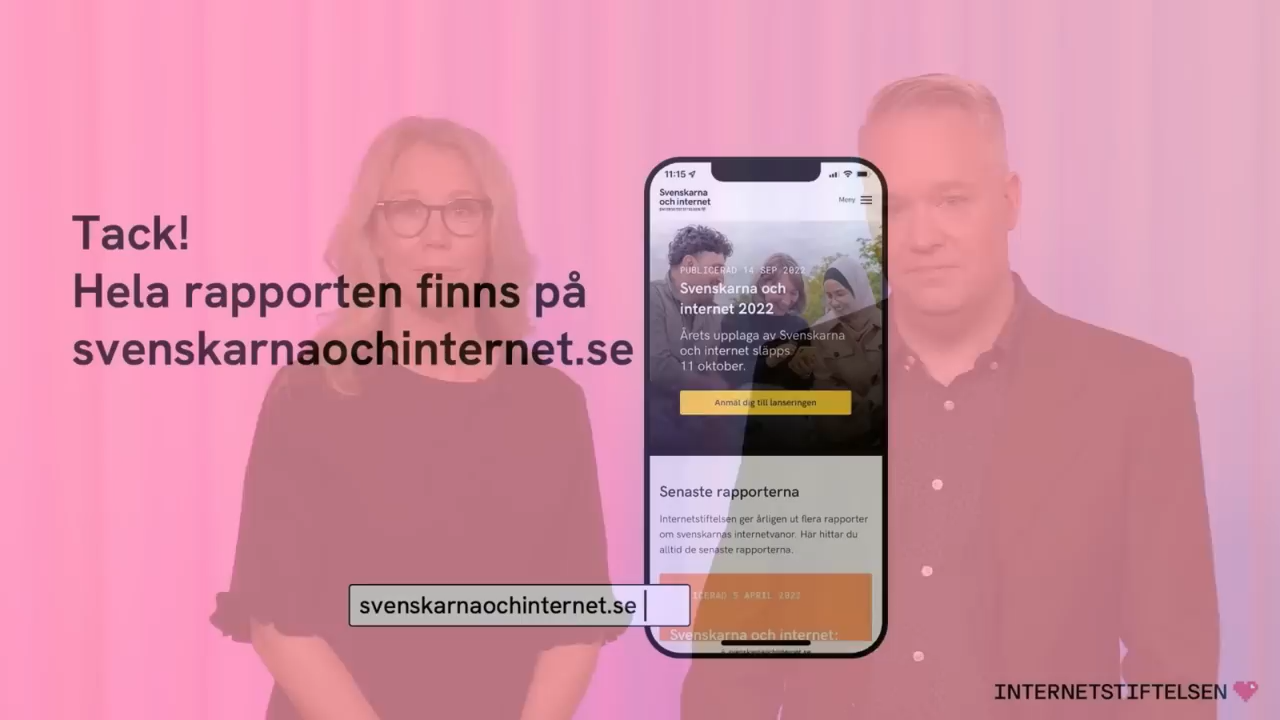 Tack!
Hela rapporten finns på
svenskarnaochinternet.se
11:15
Svenskarna
och internet
Meny
PUBLICERAD 14 SEP 2022
Svenskarna och
internet 2022
Årets upplaga av Svenskarna
och internet släpps
11 oktober.
Anmäl dig till lanseringen
Senaste rapporterna
Internetstiftelsen ger årligen ut flera rapporter
om svenskarnas internetvanor. Här hittar du
alltid de senaste rapporterna.
ICERAD 5 APRIL 2022
Svenskarna och internet:
svenskarnaochinternet.se
svenskarnaochinternet.se
INTERNETSTIFTELSEN